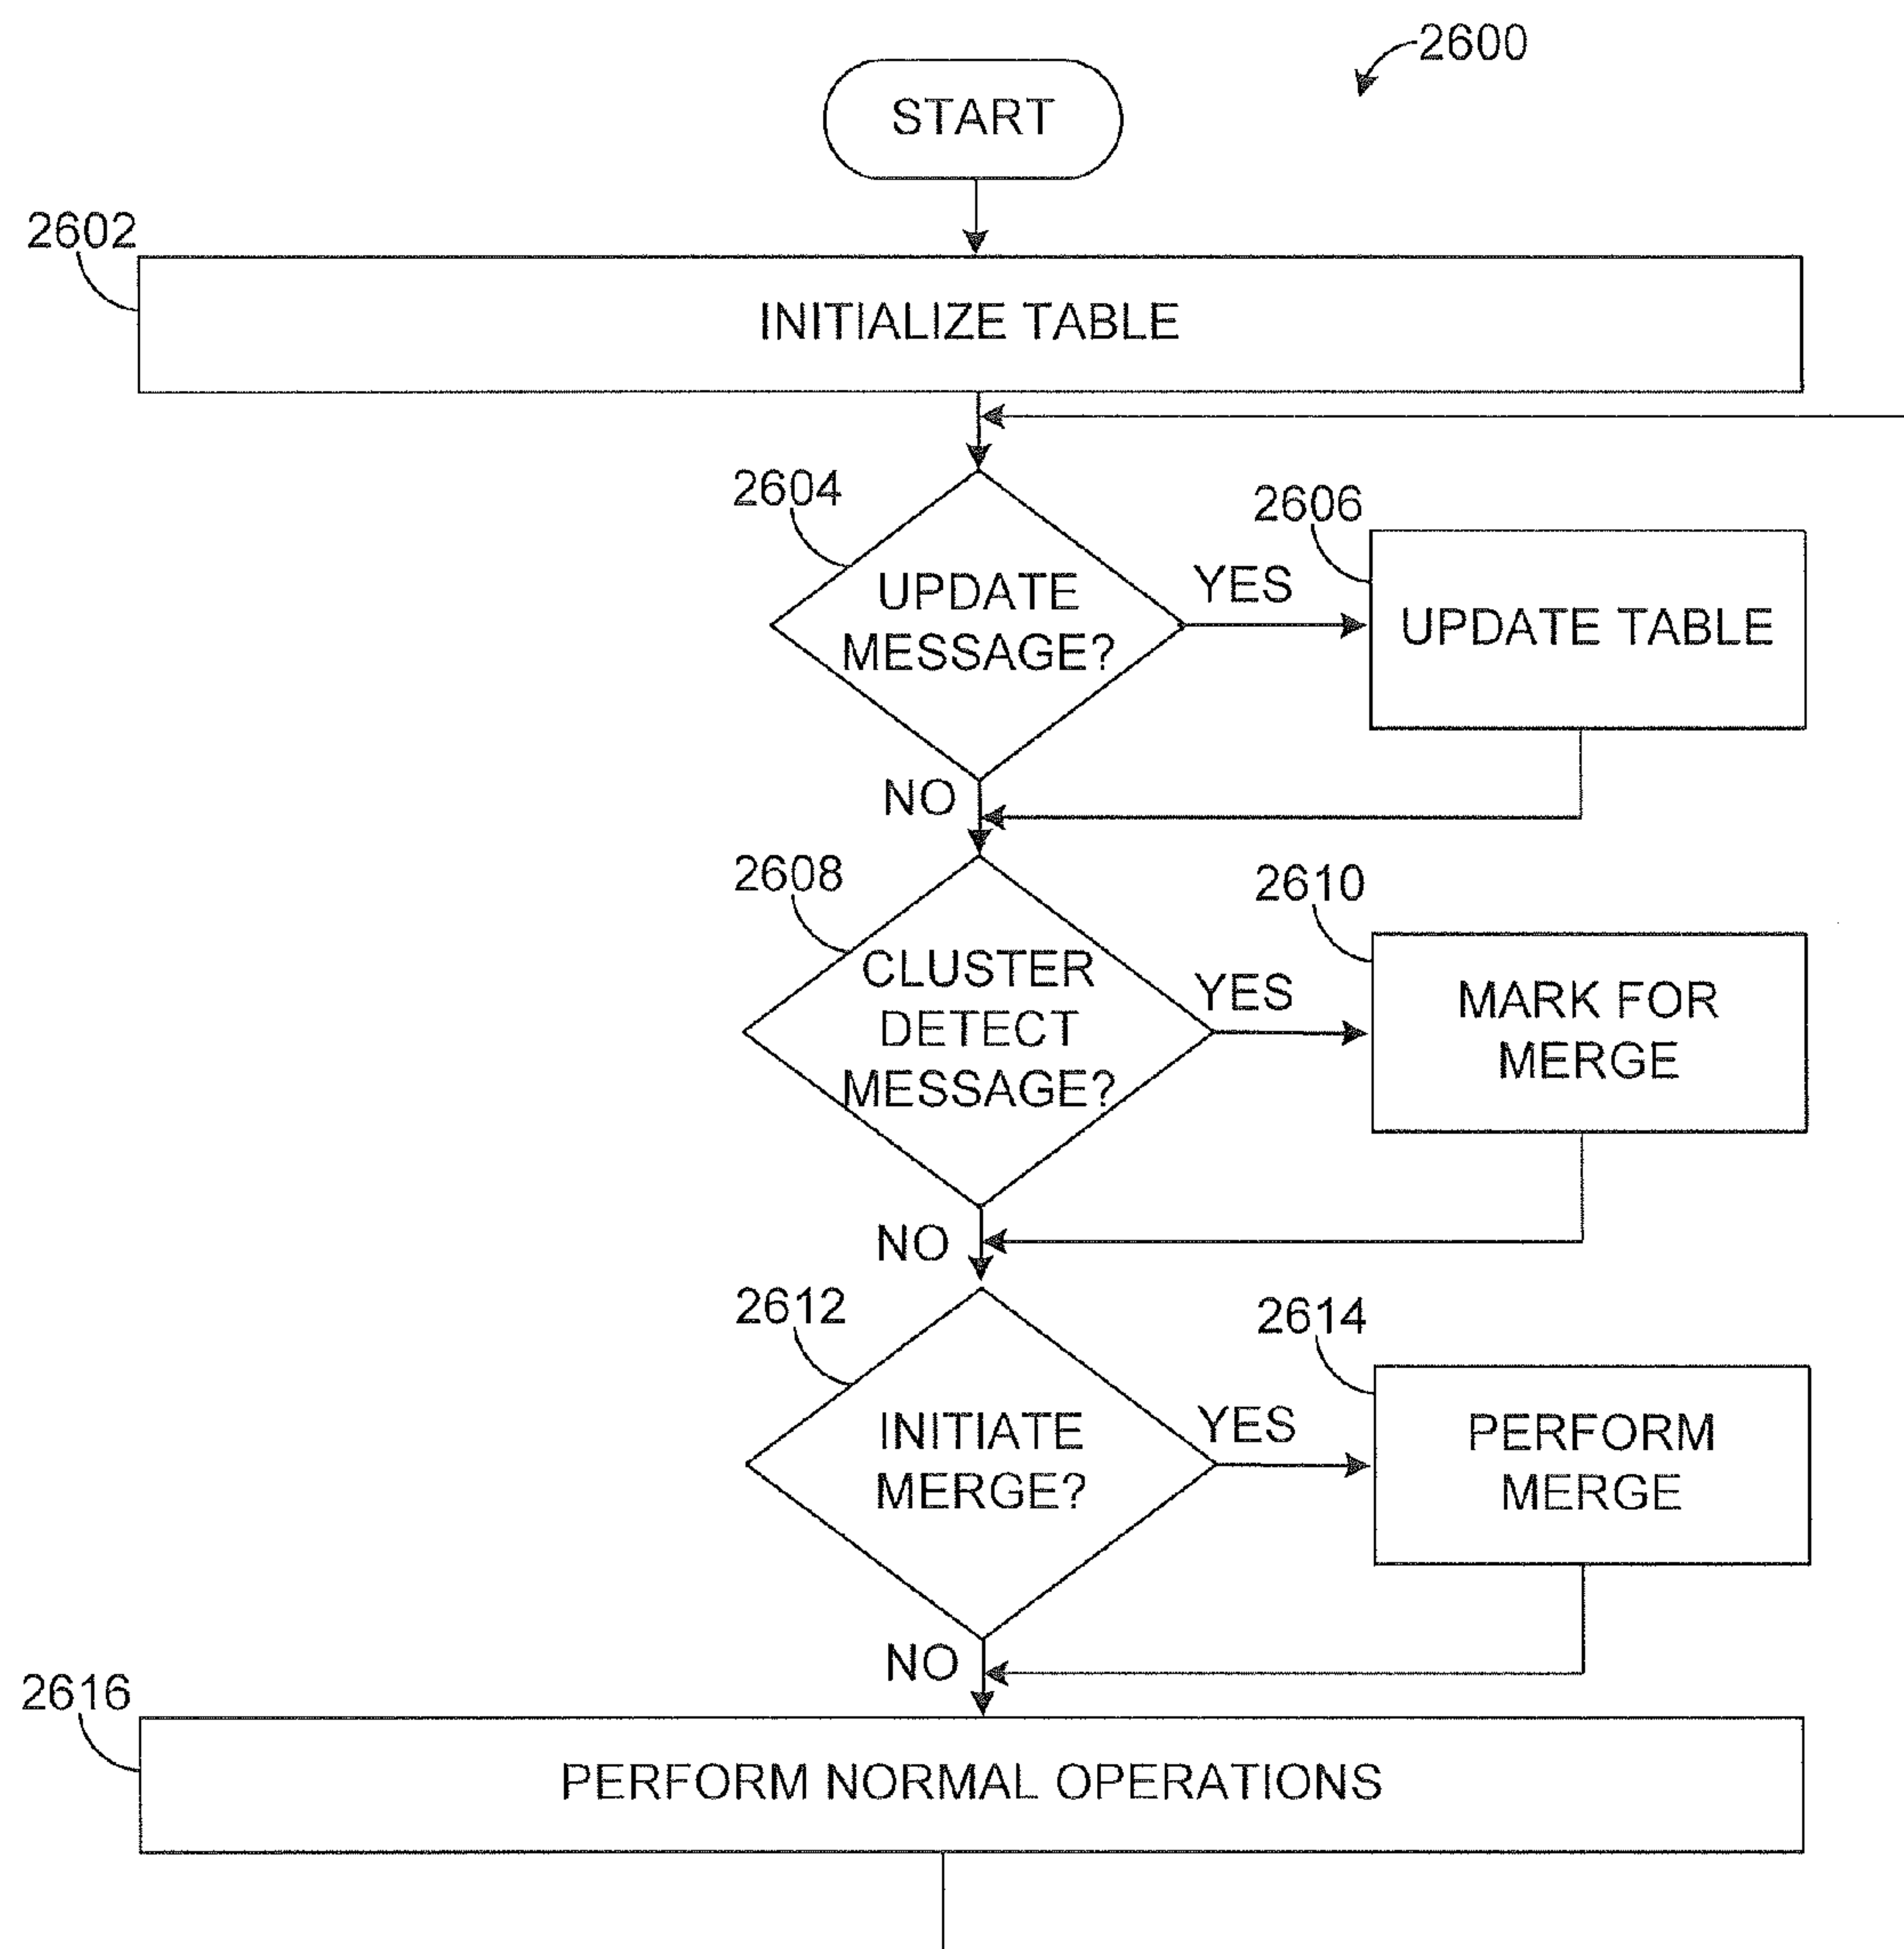 2600
START
2602
INITIALIZE TABLE
2604
2606
UPDATE
MESSAGE?
YES
UPDATE TABLE
NO
2608
2610
CLUSTER
DETECT
MESSAGE?
YES
MARK FOR
MERGE
NO
2612
2614
INITIATE
MERGE?
YES
PERFORM
MERGE
NO
2616
PERFORM NORMAL OPERATIONS